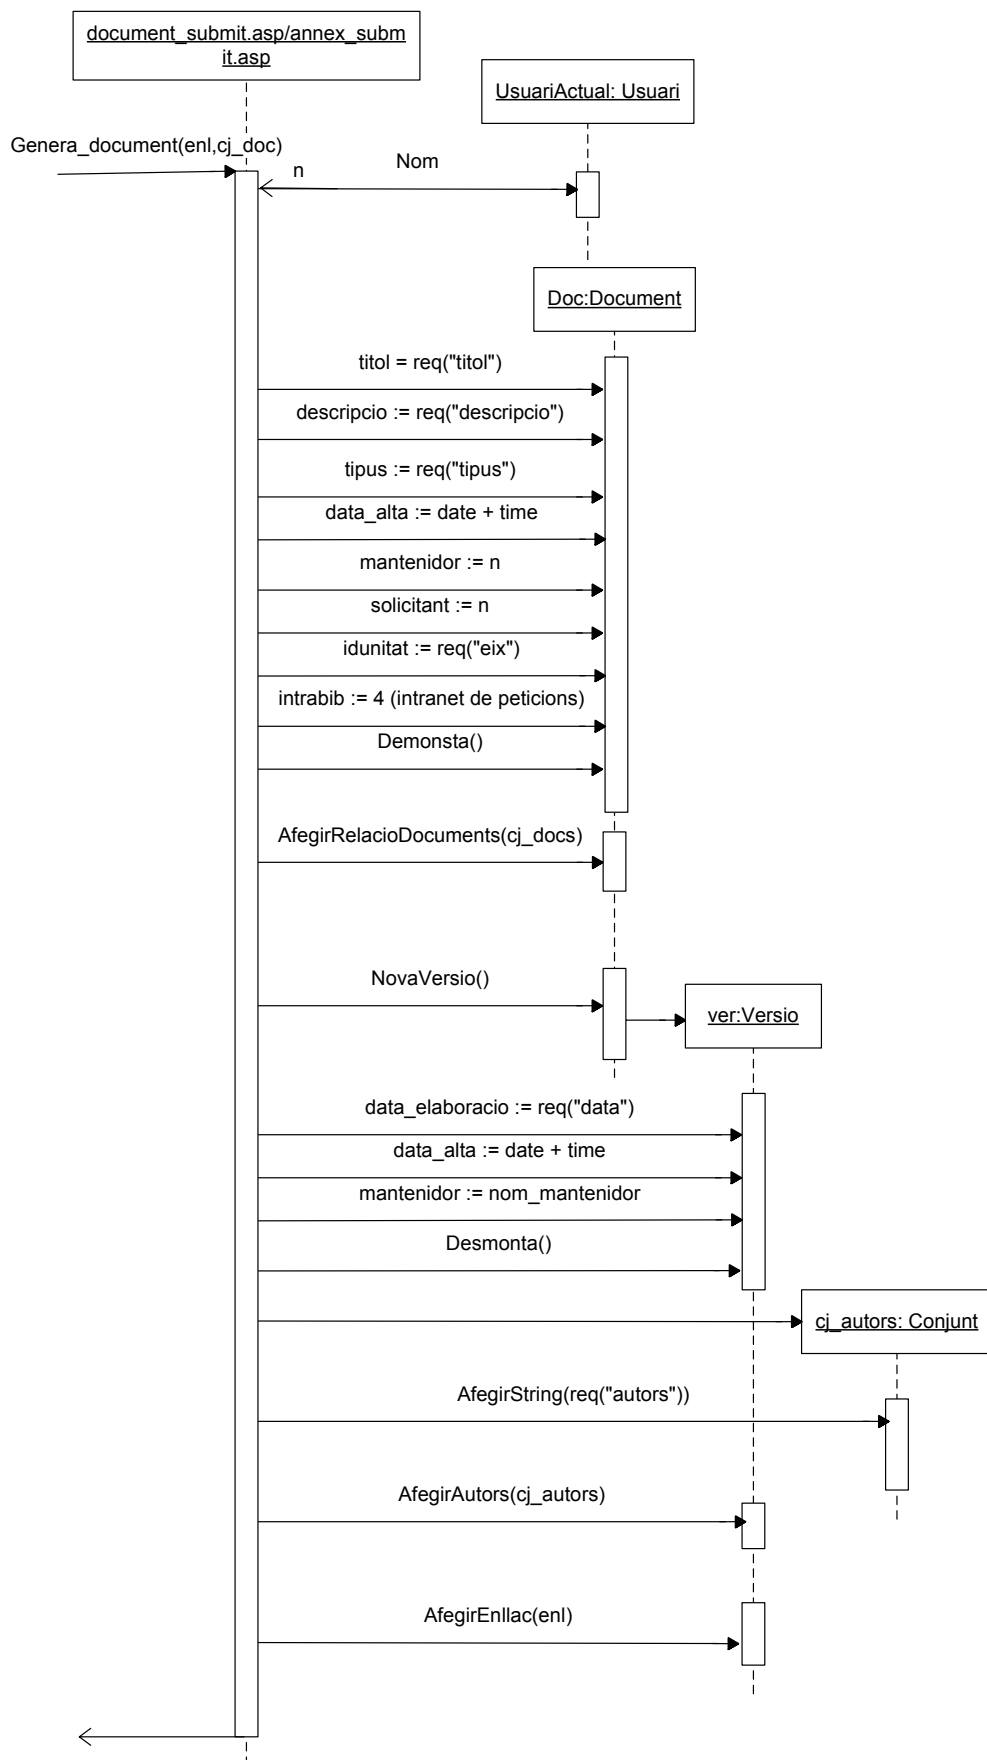 document_submit.asp/annex_subm
it.asp
UsuariActual: Usuari
Genera_document(enl,cj_doc)
n
Nom
Doc:Document
titol = req("titol")
descripcio := req("descripcio")
tipus := req("tipus")
data_alta := date + time
mantenidor := n
solicitant := n
idunitat := req("eix")
intrabib := 4 (intranet de peticions)
Demonsta()
AfegirRelacioDocuments(cj_docs)
NovaVersio()
ver:Versio
data_elaboracio := req("data")
data_alta := date + time
mantenidor := nom_mantenidor
Desmonta()
cj_autors: Conjunt
AfegirString(req("autors"))
AfegirAutors(cj_autors)
AfegirEnllac(enl)